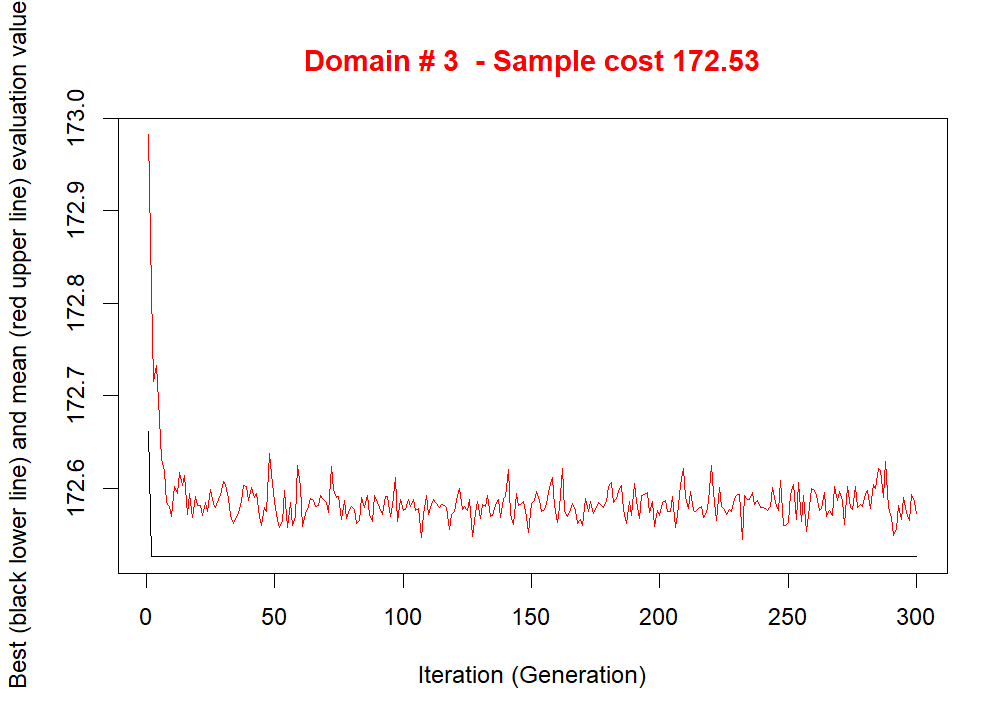 Domain # 3  - Sample cost 172.53
Best (black lower line) and mean (red upper line) evaluation value
173.0
172.9
172.8
172.7
172.6
0 50 100 150 200 250 300
Iteration (Generation)